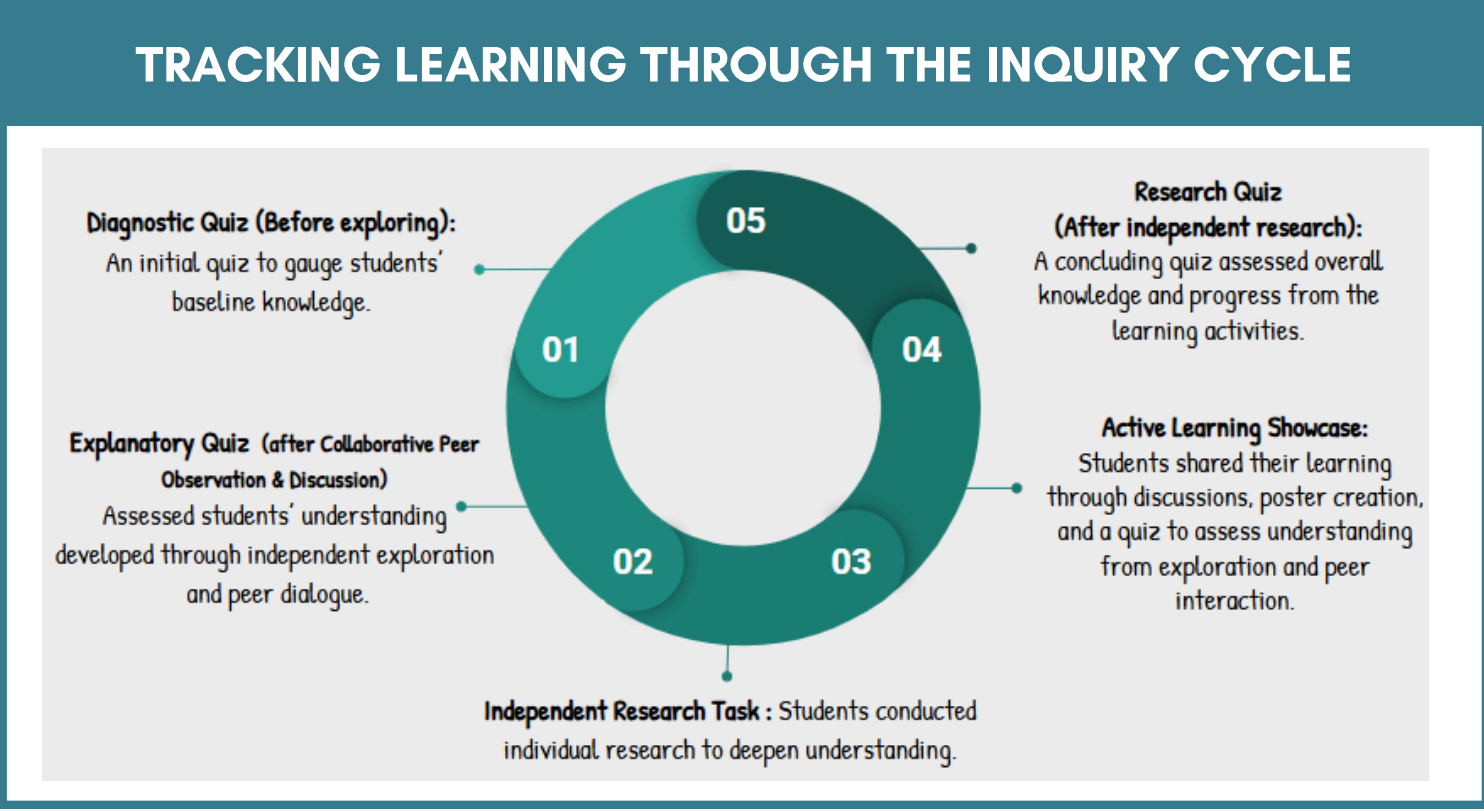 TRACKING LEARNING THROUGH THE INQUIRY CYCLE
Diagnostic Quiz (Before exploring):
An initial quiz to gauge students'
baseline knowledge.
01
Explanatory Quiz (after Collaborative Peer
Observation & Discussion)
Assessed students' understanding
developed through independent exploration
and peer dialogue.
02
Independent Research Task : Students conducted
individual research to deepen understanding.
03
Active Learning Showcase:
Students shared their learning
through discussions, poster creation,
and a quiz to assess understanding
from exploration and peer
interaction.
04
Research Quiz
(After independent research):
A concluding quiz assessed overall
knowledge and progress from the
learning activities.
05